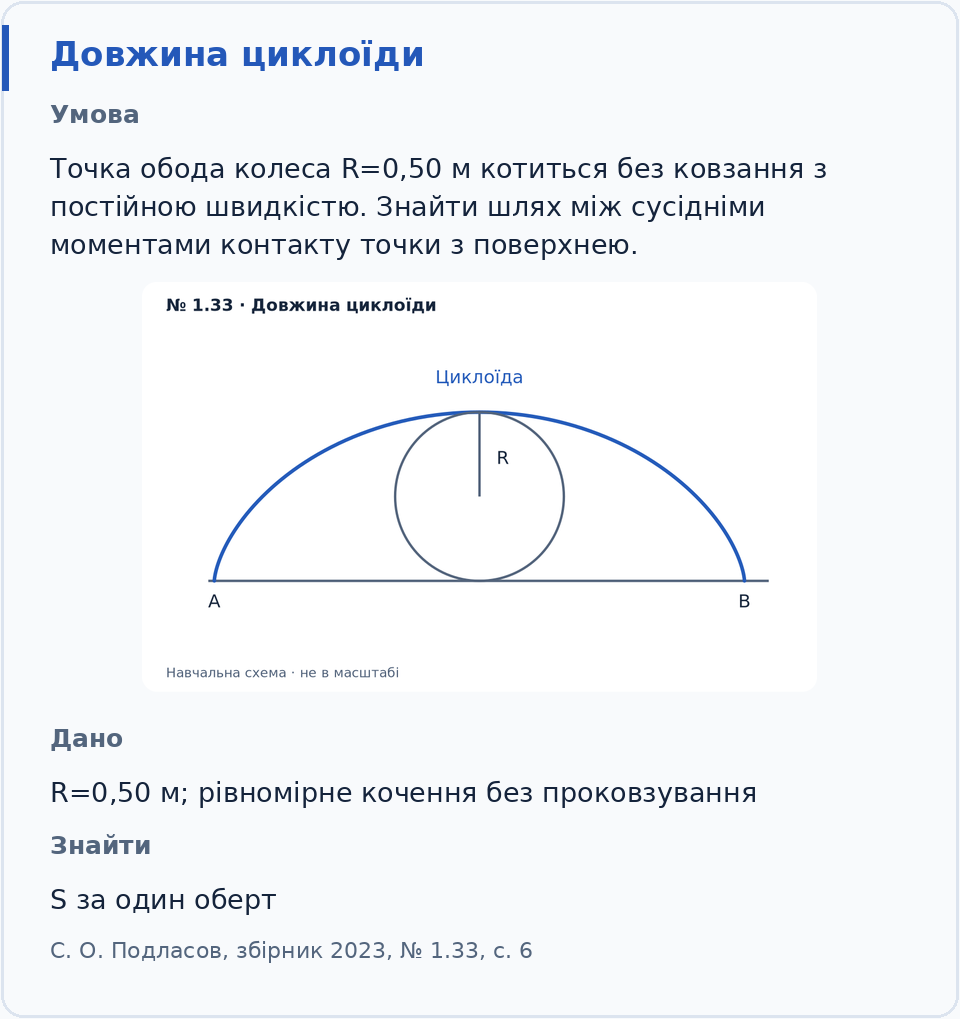 Довжина циклоїди
Умова
Точка обода колеса R=0,50 м котиться без ковзання з
постійною швидкістю. Знайти шлях між сусідніми
моментами контакту точки з поверхнею.
№ 1.33 · Довжина циклоїди
Циклоїда
R
A
B
Навчальна схема · не в масштабі
Дано
R=0,50 м; рівномірне кочення без проковзування
Знайти
S за один оберт
С. О. Подласов, збірник 2023, № 1.33, с. 6